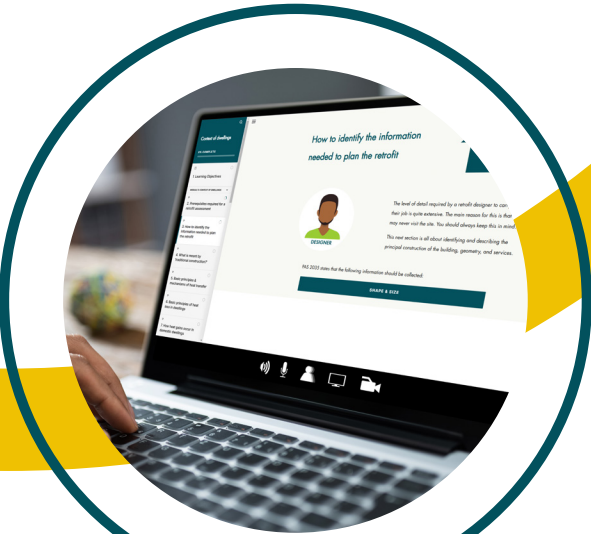 Context of dwellings
1. Learning Objectives
2. Prerequisites required for a
retrofit assessment
3. How to identify the
information needed to plan
the retrofit
4. What is meant by
traditional construction?
5. Basic principles &
mechanisms of heat transfer
6. Basic principles of heat
loss in dwellings
7. How heat gains occur in
domestic dwellings
How to identify the information
needed to plan the retrofit
DESIGNER
The level of detail required by a retrofit designer to
their job is quite extensive. The main reason for this is that
may never visit the site. You should always keep this in mind
This next section is all about identifying and describing the
principal construction of the building, geometry, and services.
PAS 2035 states that the following information should be collected:
SHAPE & SIZE